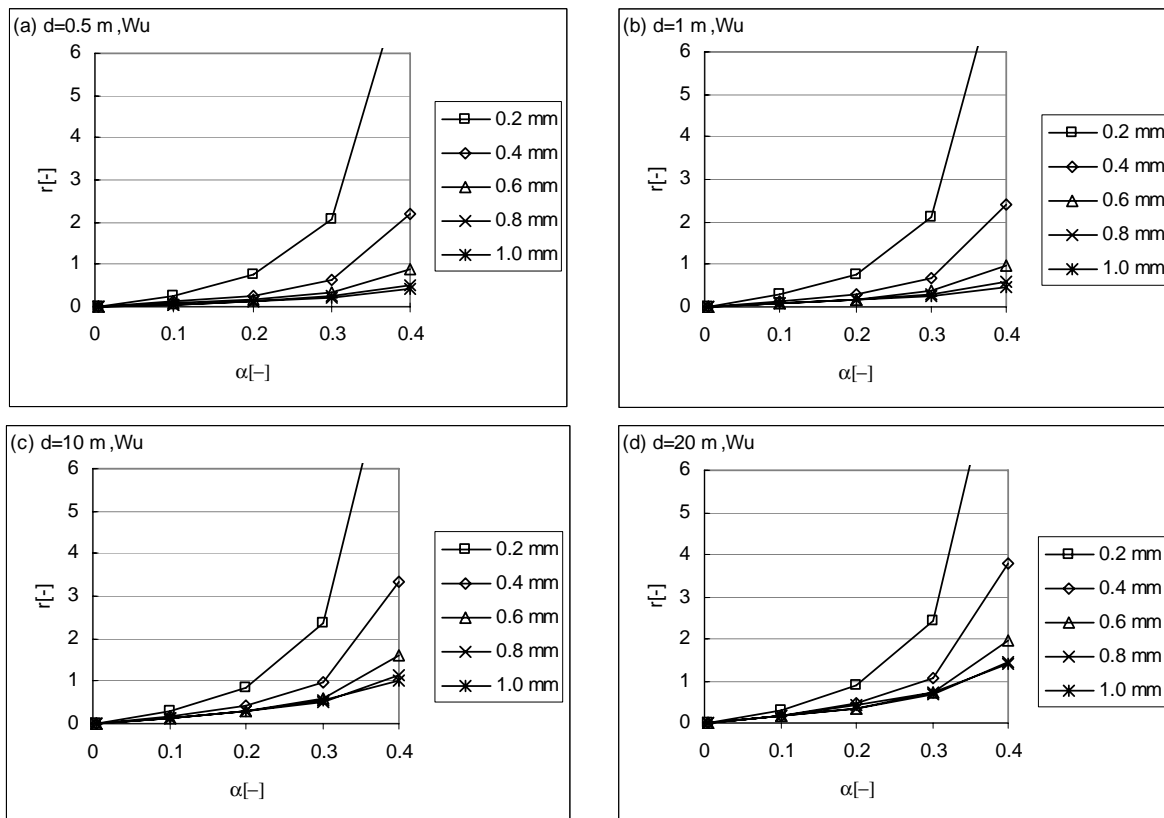 (a) d=0.5 m ,Wu
6
5
4
3
2
1
0
r[-]
0 0.1 0.2 0.3 0.4
α[−]
0.2 mm
0.4 mm
0.6 mm
0.8 mm
1.0 mm
(b) d=1 m ,Wu
6
5
4
3
2
1
0
r[-]
0 0.1 0.2 0.3 0.4
α[−]
0.2 mm
0.4 mm
0.6 mm
0.8 mm
1.0 mm
(c) d=10 m ,Wu
6
5
4
3
2
1
0
r[-]
0 0.1 0.2 0.3 0.4
α[−]
0.2 mm
0.4 mm
0.6 mm
0.8 mm
1.0 mm
(d) d=20 m ,Wu
6
5
4
3
2
1
0
r[-]
0 0.1 0.2 0.3 0.4
α[−]
0.2 mm
0.4 mm
0.6 mm
0.8 mm
1.0 mm